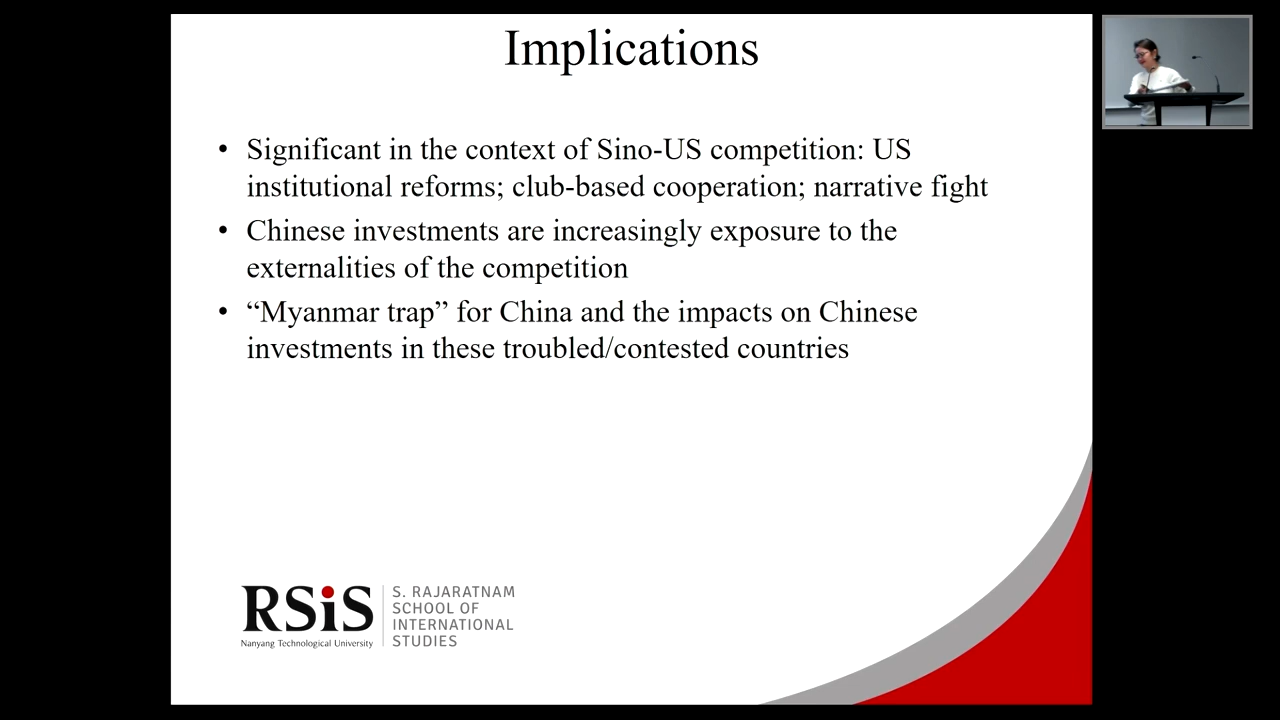 Implications
• Significant in the context of Sino-US competition: US
institutional reforms; club-based cooperation; narrative fight
• Chinese investments are increasingly exposure to the
externalities of the competition
• “Myanmar trap” for China and the impacts on Chinese
investments in these troubled/contested countries
RSiS
Nanyang Technological University
S. RAJARATNAM
SCHOOL OF
INTERNATIONAL
STUDIES